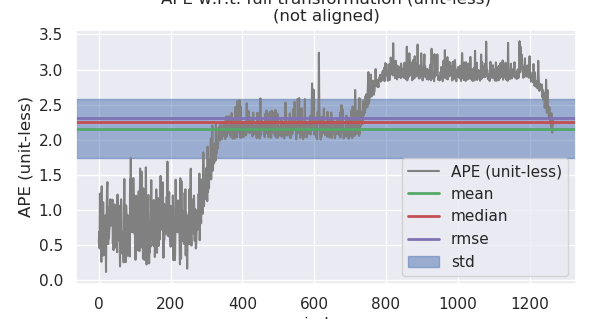 APE w.r.t. full transformation (unit-less)
(not aligned)
3.5
3.0
2.5
2.0
1.5
1.0
0.5
0.0
APE (unit-less)
APE (unit-less)
mean
median
rmse
std
0
200
400
600
800
1000
1200